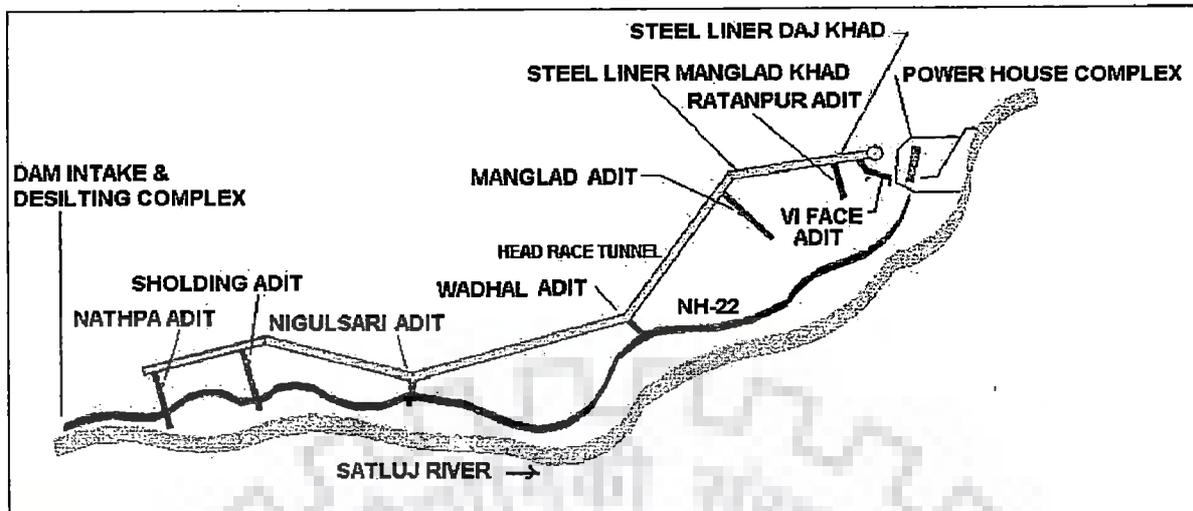 STEEL LINER DAJ KHAD
STEEL LINER MANGLAD KHAD
POWER HOUSE COMPLEX
RATANPUR ADIT
DAM INTAKE &
DESILTING COMPLEX
MANGLAD ADIT
VI FACE
ADIT
HEAD RACE TUNNEL
SHOLDING ADIT
WADHAL ADIT
NH-22
NATHPA ADIT
NIGULSARI ADIT
SATLUJ RIVER →